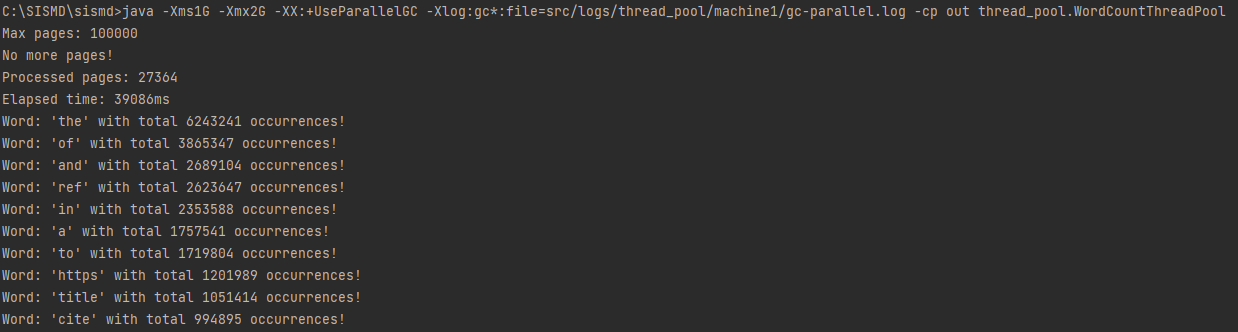 C:\SISMD\sismd>java -Xms1G -Xmx2G -XX:+UseParallelGC -Xlog:gc*:file=src/logs/thread_pool/machine1/gc-parallel.log -cp out thread_pool.WordCountThreadPool
Max pages: 100000
No more pages!
Processed pages: 27364
Elapsed time: 39086ms
Word: 'the' with total 6243241 occurrences!
Word: 'of' with total 3865347 occurrences!
Word: 'and' with total 2689104 occurrences!
Word: 'ref' with total 2623647 occurrences!
Word: 'in' with total 2353588 occurrences!
Word: 'a' with total 1757541 occurrences!
Word: 'to' with total 1719804 occurrences!
Word: 'https' with total 1201989 occurrences!
Word: 'title' with total 1051414 occurrences!
Word: 'cite' with total 994895 occurrences!